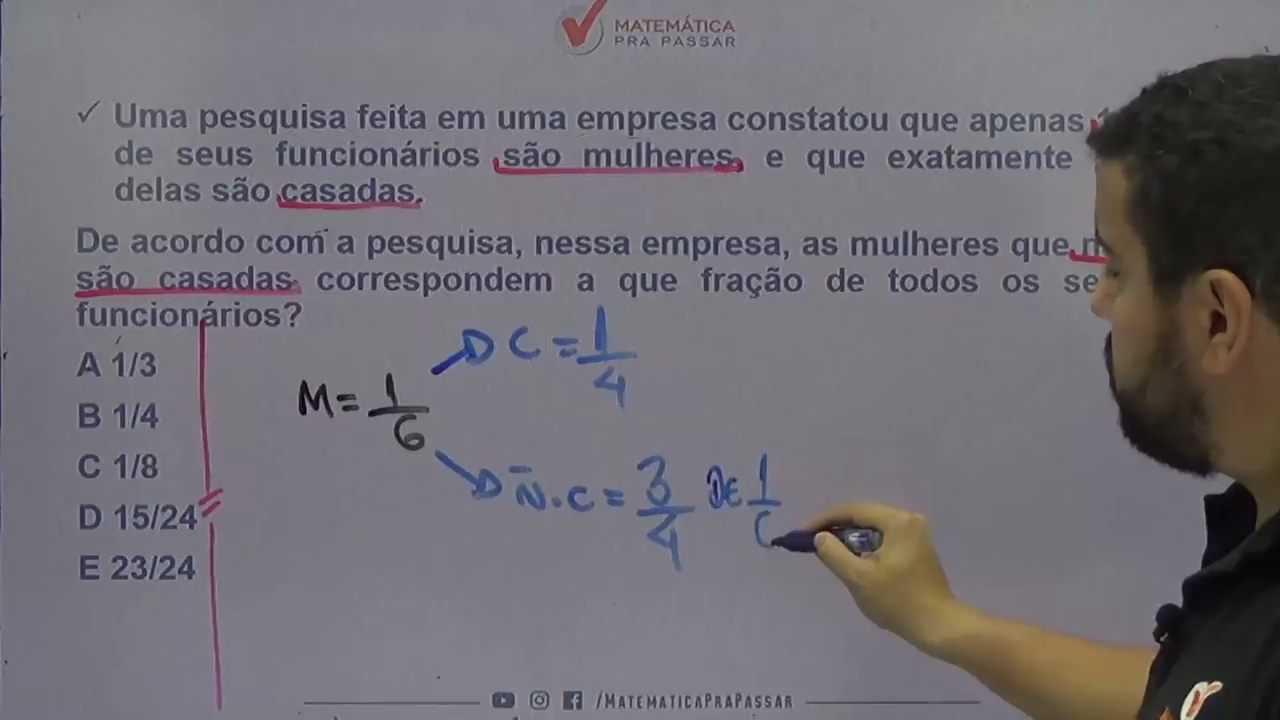 MATEMÁTICA
PRA PASSAR
✓ Uma pesquisa feita em uma empresa constatou que apenas
de seus funcionários são mulheres, e que exatamente
delas são casadas.
De acordo com a pesquisa, nessa empresa, as mulheres que
são casadas correspondem a que fração de todos os
funcionários?
A 1/3
B 1/4
C 1/8
D 15/24
E 23/24
M = 1/6
C = 1/4
N̄.C = 3/4 DE 1/
/MATEMATICAPRAPASSAR